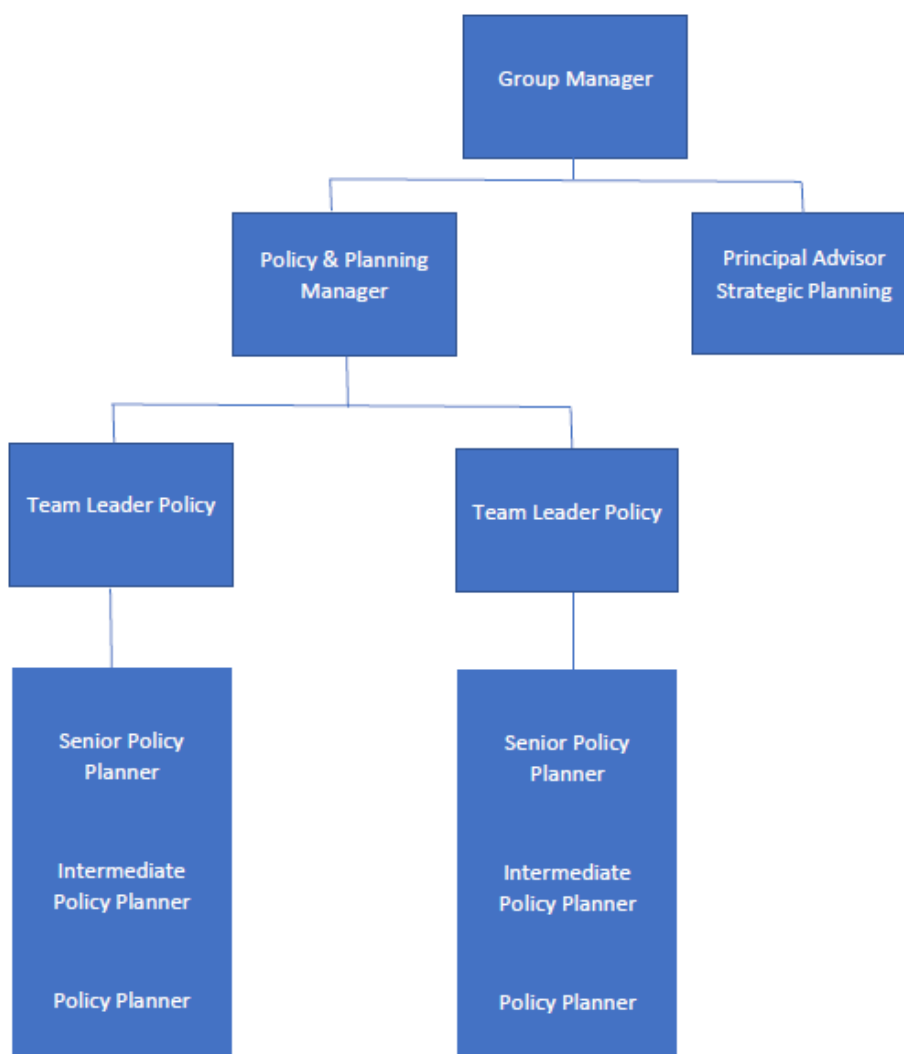 Group Manager
Policy & Planning
Manager
Principal Advisor
Strategic Planning
Team Leader Policy
Team Leader Policy
Senior Policy
Planner
Intermediate
Policy Planner
Policy Planner
Senior Policy
Planner
Intermediate
Policy Planner
Policy Planner